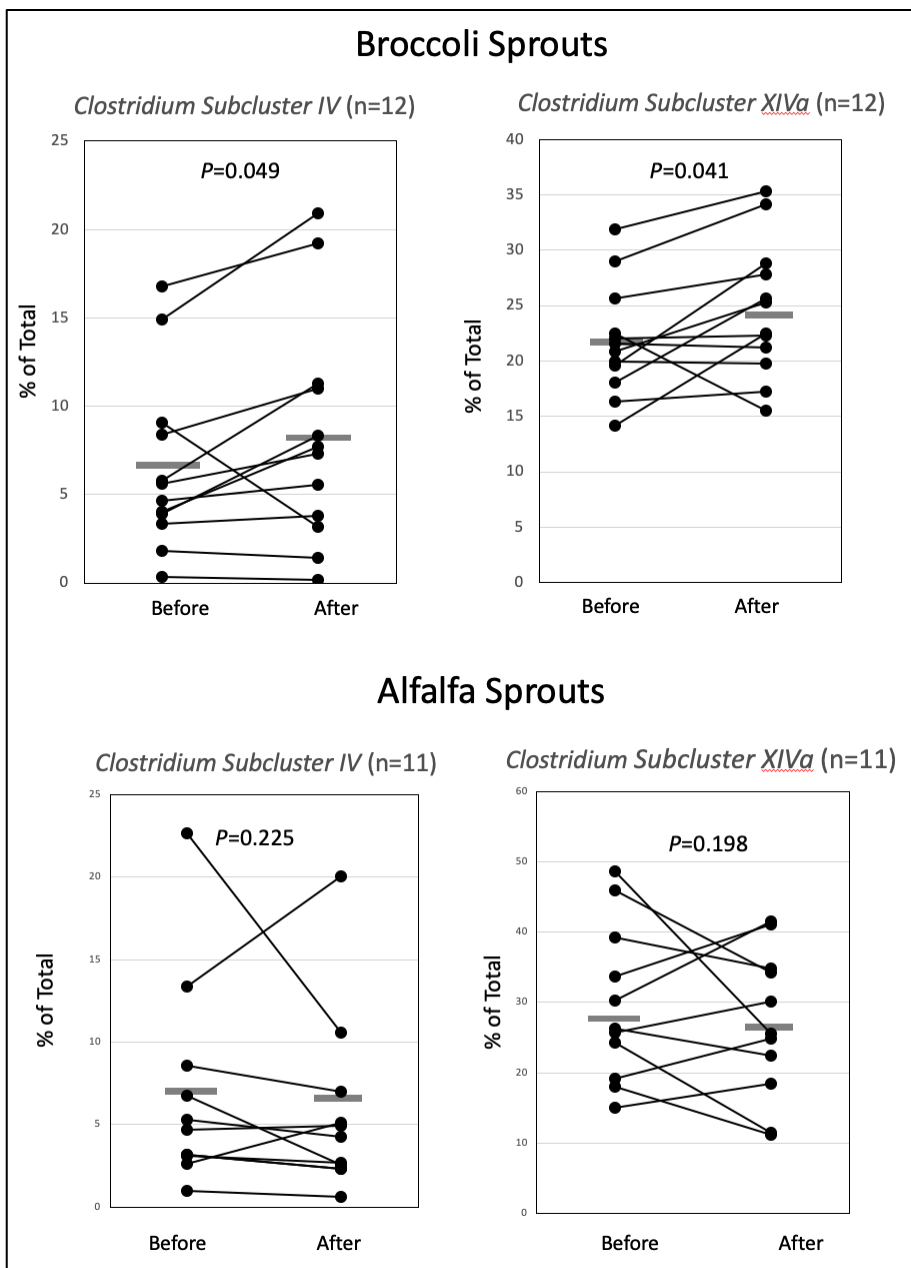 Broccoli Sprouts
Clostridium Subcluster IV (n=12)
P=0.049
% of Total
25
20
15
10
5
0
Before After
Clostridium Subcluster XIVa (n=12)
P=0.041
% of Total
40
35
30
25
20
15
10
5
0
Before After
Alfalfa Sprouts
Clostridium Subcluster IV (n=11)
P=0.225
% of Total
25
20
15
10
5
0
Before After
Clostridium Subcluster XIVa (n=11)
P=0.198
% of Total
60
50
40
30
20
10
0
Before After